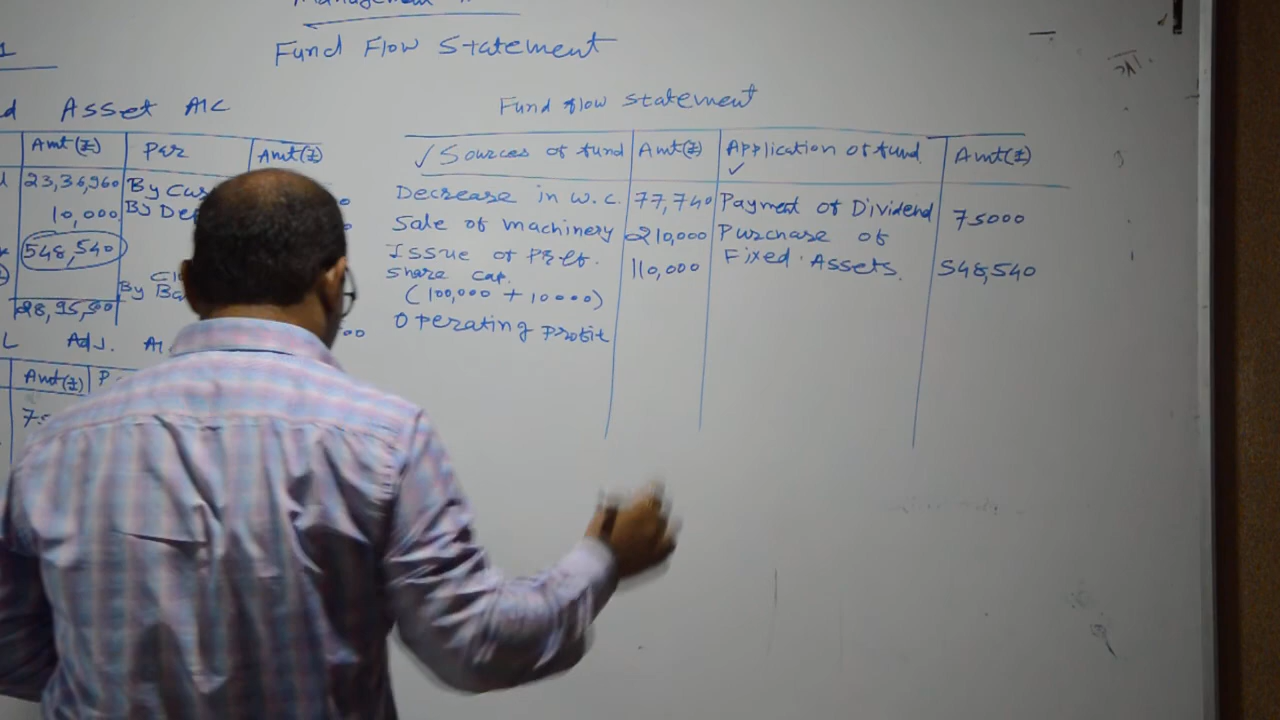 Fund Flow Statement
Asset A/c
Amt(₹) Par Amt(₹)
23,36,960 By
10,000 By
548,540
By
28,95,500
L Adj. A/
Amt(₹) P
Fund flow statement
✓ Sources of fund Amt(₹) Application of fund ✓ Amt(₹)
Decrease in W.C. 77,740 Payment of Dividend 75000
Sale of machinery 210,000 Purchase of
Issue of Pref. Fixed Assets. 548,540
Share cap. 110,000
(100,000 + 10000)
Operating profit